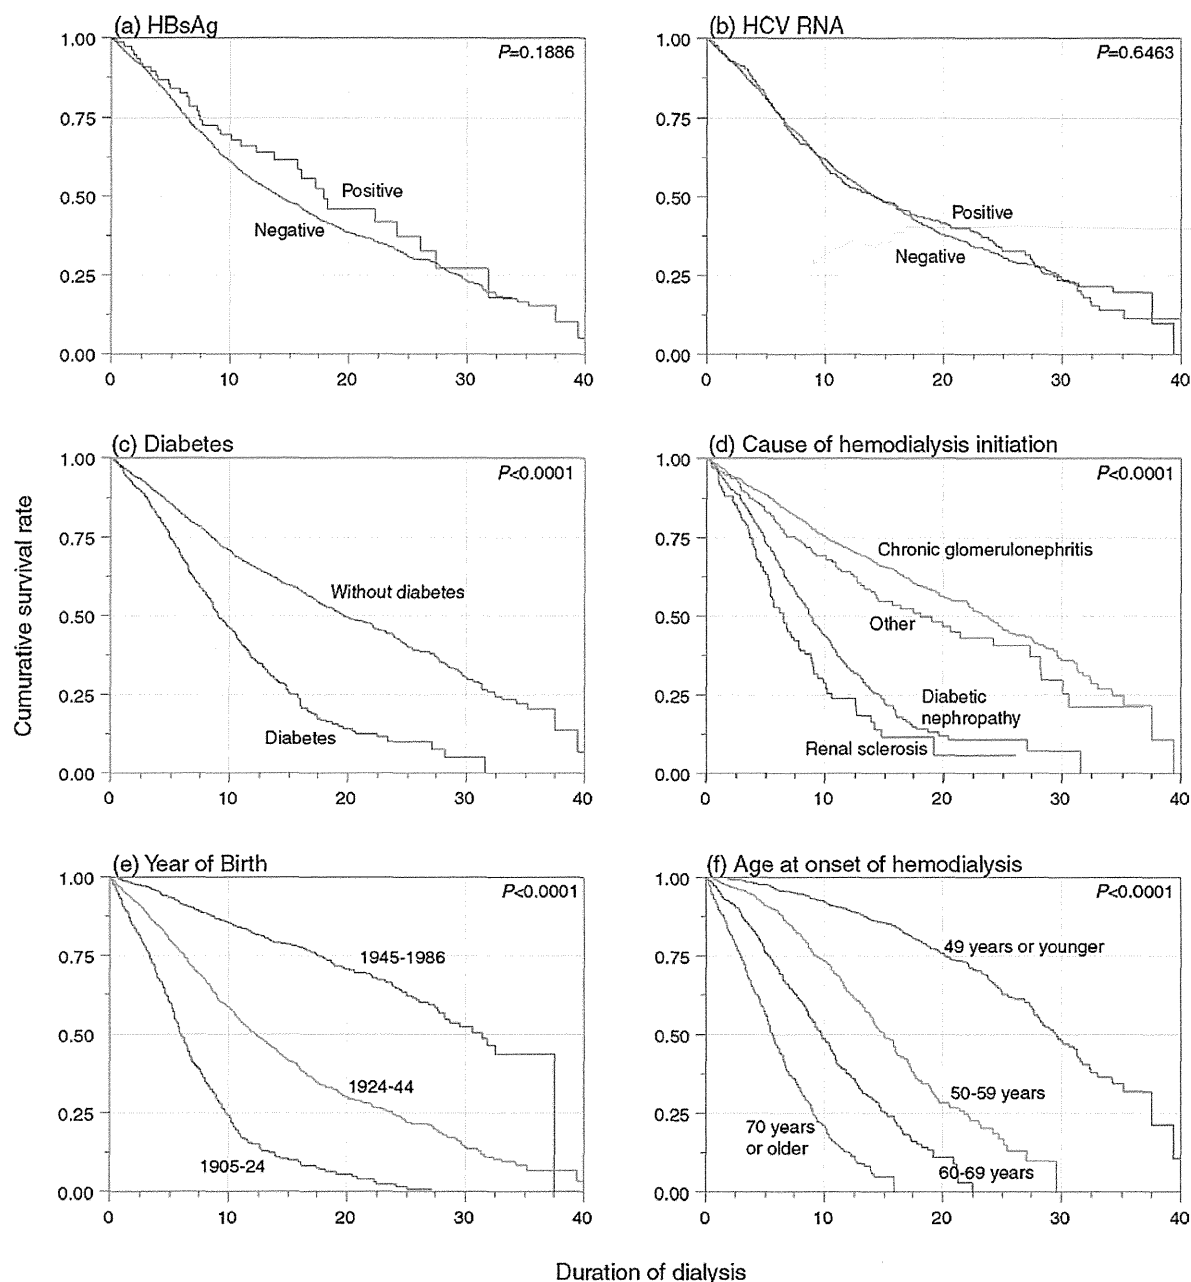 (a) HBsAg
P=0.1886
1.00
0.75
0.50
0.25
0.00
Positive
Negative
0 10 20 30 40
(b) HCV RNA
P=0.6463
1.00
0.75
0.50
0.25
0.00
Positive
Negative
0 10 20 30 40
Cumurative survival rate
(c) Diabetes
P<0.0001
1.00
0.75
0.50
0.25
0.00
Without diabetes
Diabetes
0 10 20 30 40
(d) Cause of hemodialysis initiation
P<0.0001
1.00
0.75
0.50
0.25
0.00
Chronic glomerulonephritis
Other
Diabetic
nephropathy
Renal sclerosis
0 10 20 30 40
(e) Year of Birth
P<0.0001
1.00
0.75
0.50
0.25
0.00
1945-1986
1924-44
1905-24
0 10 20 30 40
(f) Age at onset of hemodialysis
P<0.0001
1.00
0.75
0.50
0.25
0.00
49 years or younger
50-59 years
70 years
or older
60-69 years
0 10 20 30 40
Duration of dialysis